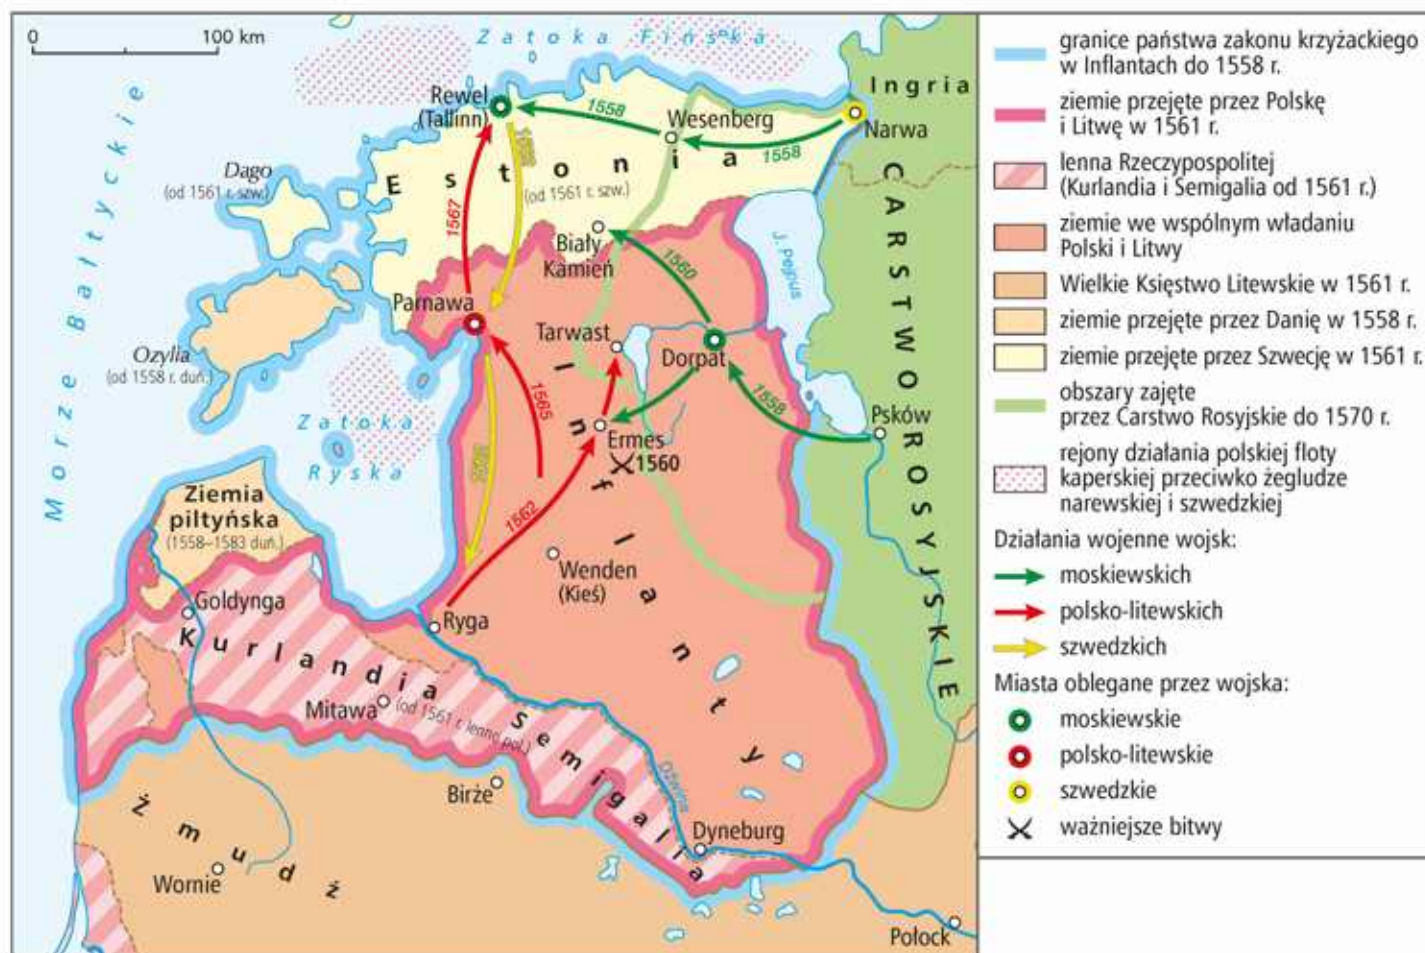 0
100 km
Zatoka Fińska
Morze Bałtyckie
Ingria
Rewel
(Tallinn)
1558
Wesenberg
1558
Narwa
Dago
(od 1561 r. szw.)
Estonia
(od 1561 r. szw.)
CARSTWO ROSYJSKIE
1567
Biały
Kamień
1560
J. Pejpus
Parnawa
Tarwast
Dorpat
Ozylia
(od 1558 r. duń.)
1565
1558
Psków
Zatoka
Ryska
Ermes
1560
Inflanty
Ziemia
piltyńska
(1558–1583 duń.)
1562
Wenden
(Kieś)
Goldynga
Ryga
Kurlandia
Mitawa
(od 1561 r. lenno pol.)
Semigalia
Dźwina
Birże
Dyneburg
Żmudź
Wornie
Połock
granice państwa zakonu krzyżackiego
w Inflantach do 1558 r.
ziemie przejęte przez Polskę
i Litwę w 1561 r.
lenna Rzeczypospolitej
(Kurlandia i Semigalia od 1561 r.)
ziemie we wspólnym władaniu
Polski i Litwy
Wielkie Księstwo Litewskie w 1561 r.
ziemie przejęte przez Danię w 1558 r.
ziemie przejęte przez Szwecję w 1561 r.
obszary zajęte
przez Carstwo Rosyjskie do 1570 r.
rejony działania polskiej floty
kaperskiej przeciwko żegludze
narewskiej i szwedzkiej
Działania wojenne wojsk:
moskiewskich
polsko-litewskich
szwedzkich
Miasta oblegane przez wojska:
moskiewskie
polsko-litewskie
szwedzkie
ważniejsze bitwy